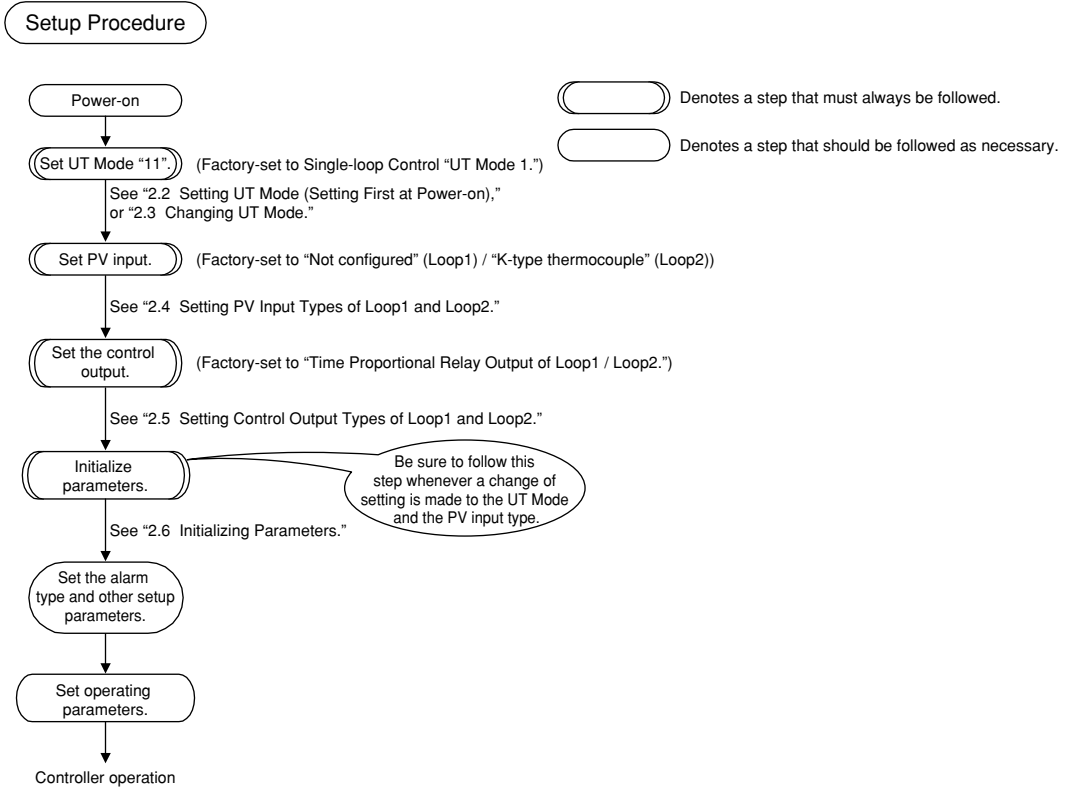 Setup Procedure
Power-on
Denotes a step that must always be followed.
Denotes a step that should be followed as necessary.
Set UT Mode “11”.
(Factory-set to Single-loop Control “UT Mode 1.”)
See “2.2 Setting UT Mode (Setting First at Power-on),”
or “2.3 Changing UT Mode.”
Set PV input.
(Factory-set to “Not configured” (Loop1) / “K-type thermocouple” (Loop2))
See “2.4 Setting PV Input Types of Loop1 and Loop2.”
Set the control
output.
(Factory-set to “Time Proportional Relay Output of Loop1 / Loop2.”)
See “2.5 Setting Control Output Types of Loop1 and Loop2.”
Initialize
parameters.
Be sure to follow this
step whenever a change of
setting is made to the UT Mode
and the PV input type.
See “2.6 Initializing Parameters.”
Set the alarm
type and other setup
parameters.
Set operating
parameters.
Controller operation